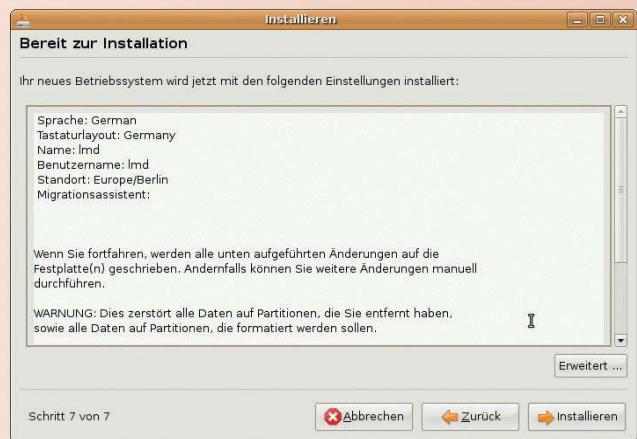 Installieren
Bereit zur Installation
Ihr neues Betriebssystem wird jetzt mit den folgenden Einstellungen installiert:
Sprache: German
Tastaturlayout: Germany
Name: lmd
Benutzername: lmd
Standort: Europe/Berlin
Migrationsassistent:
Wenn Sie fortfahren, werden alle unten aufgeführten Änderungen auf die
Festplatte(n) geschrieben. Andernfalls können Sie weitere Änderungen manuell
durchführen.
WARNUNG: Dies zerstört alle Daten auf Partitionen, die Sie entfernt haben,
sowie alle Daten auf Partitionen, die formatiert werden sollen.
Erweitert ...
Schritt 7 von 7
Abbrechen
Zurück
Installieren